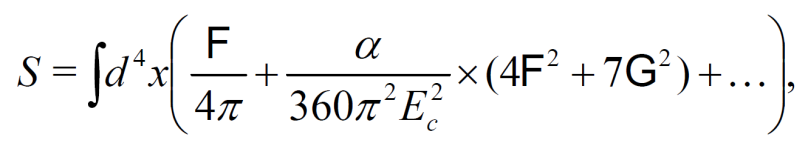 S = ∫d⁴x( F/4π + α/360π²E_c² × (4F² + 7G²) + … ),